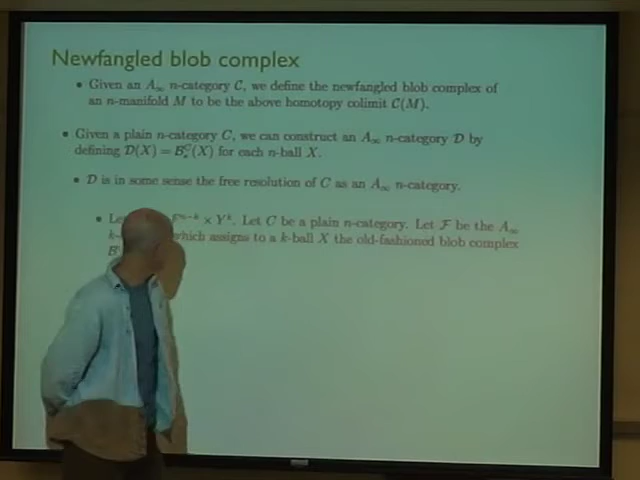 Newfangled blob complex
• Given an A∞ n-category C, we define the newfangled blob complex of
an n-manifold M to be the above homotopy colimit C(M).
• Given a plain n-category C, we can construct an A∞ n-category D by
defining D(X) = B^C_*(X) for each n-ball X.
• D is in some sense the free resolution of C as an A∞ n-category.
• F^{n−k} × Y^k. Let C be a plain n-category. Let F be the A∞
which assigns to a k-ball X the old-fashioned blob complex